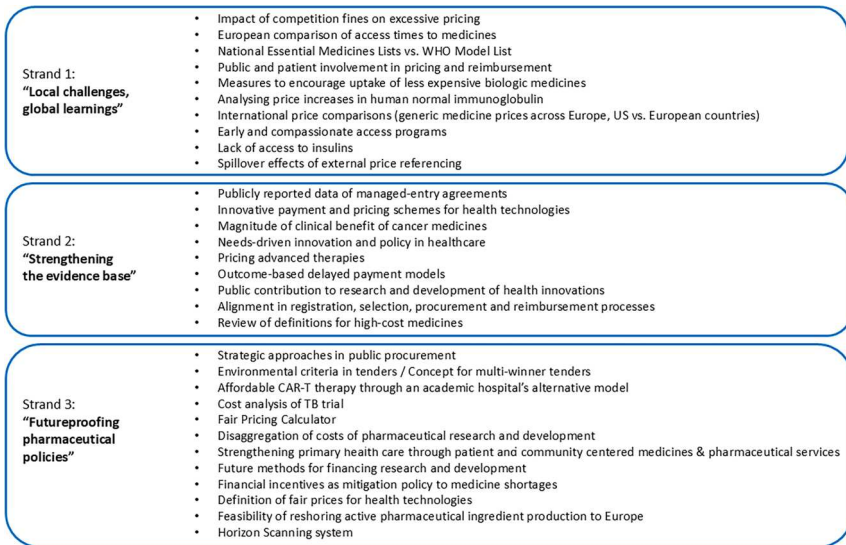 Strand 1:
“Local challenges,
global learnings”
• Impact of competition fines on excessive pricing
• European comparison of access times to medicines
• National Essential Medicines Lists vs. WHO Model List
• Public and patient involvement in pricing and reimbursement
• Measures to encourage uptake of less expensive biologic medicines
• Analysing price increases in human normal immunoglobulin
• International price comparisons (generic medicine prices across Europe, US vs. European countries)
• Early and compassionate access programs
• Lack of access to insulins
• Spillover effects of external price referencing
Strand 2:
“Strengthening
the evidence base”
• Publicly reported data of managed-entry agreements
• Innovative payment and pricing schemes for health technologies
• Magnitude of clinical benefit of cancer medicines
• Needs-driven innovation and policy in healthcare
• Pricing advanced therapies
• Outcome-based delayed payment models
• Public contribution to research and development of health innovations
• Alignment in registration, selection, procurement and reimbursement processes
• Review of definitions for high-cost medicines
Strand 3:
“Futureproofing
pharmaceutical
policies”
• Strategic approaches in public procurement
• Environmental criteria in tenders / Concept for multi-winner tenders
• Affordable CAR-T therapy through an academic hospital’s alternative model
• Cost analysis of TB trial
• Fair Pricing Calculator
• Disaggregation of costs of pharmaceutical research and development
• Strengthening primary health care through patient and community centered medicines & pharmaceutical services
• Future methods for financing research and development
• Financial incentives as mitigation policy to medicine shortages
• Definition of fair prices for health technologies
• Feasibility of reshoring active pharmaceutical ingredient production to Europe
• Horizon Scanning system